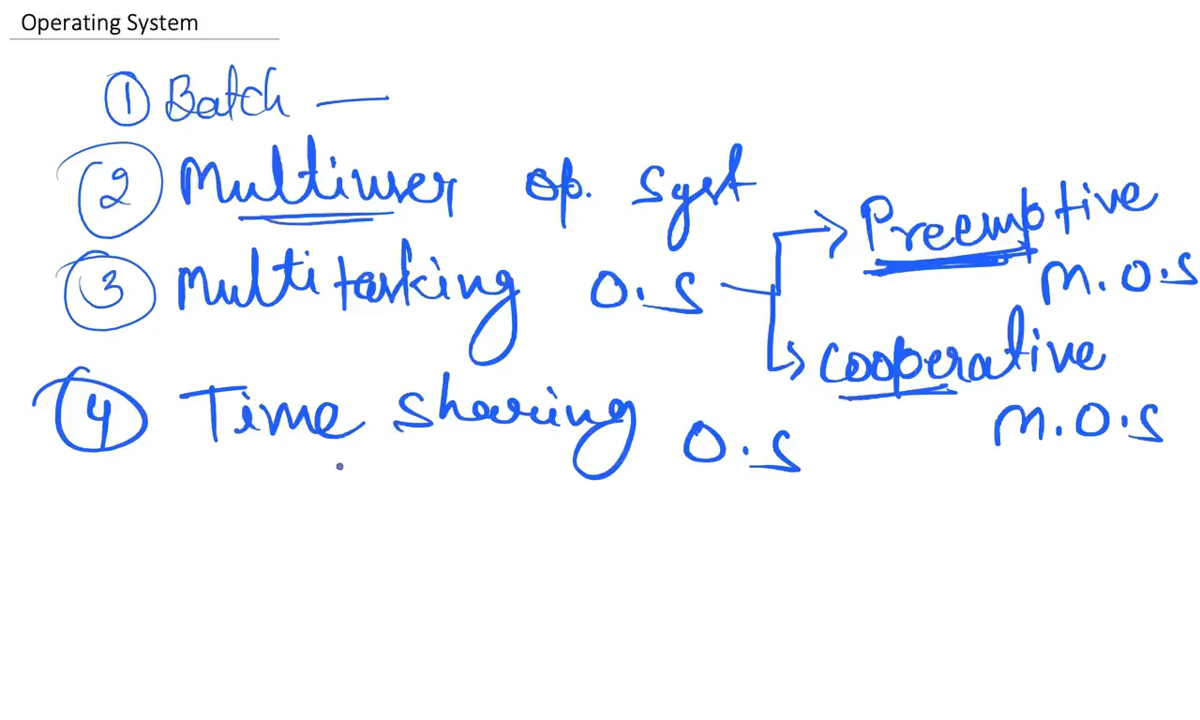 Operating System
① Batch —
② Multiuser op. Syst
③ Multitasking O.S
→ Preemptive M.O.S
→ Cooperative M.O.S
④ Time sharing O.S